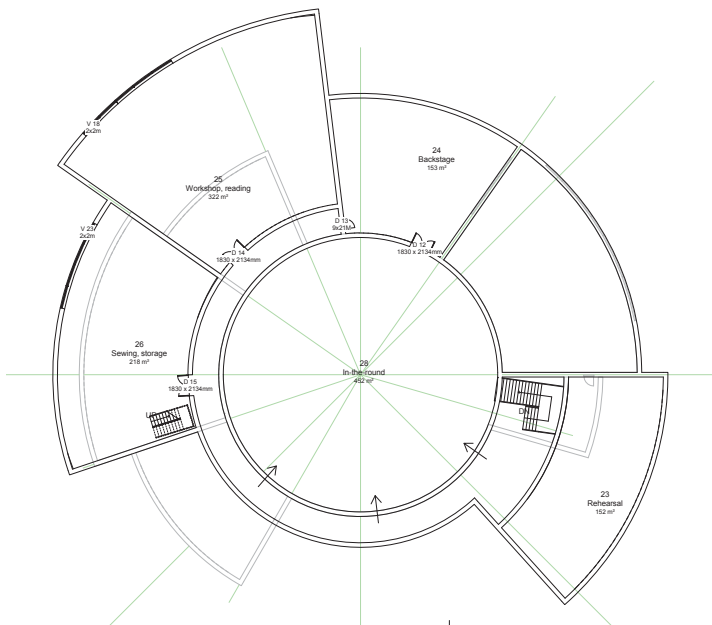 V 18
2x2m
24
Backstage
153 m²
25
Workshop, reading
322 m²
D 13
9x21M
V 23
2x2m
D 12
1830 x 2134mm
D 14
1830 x 2134mm
26
Sewing, storage
218 m²
28
In-the-round
452 m²
D 15
1830 x 2134mm
UP
DN
23
Rehearsal
152 m²